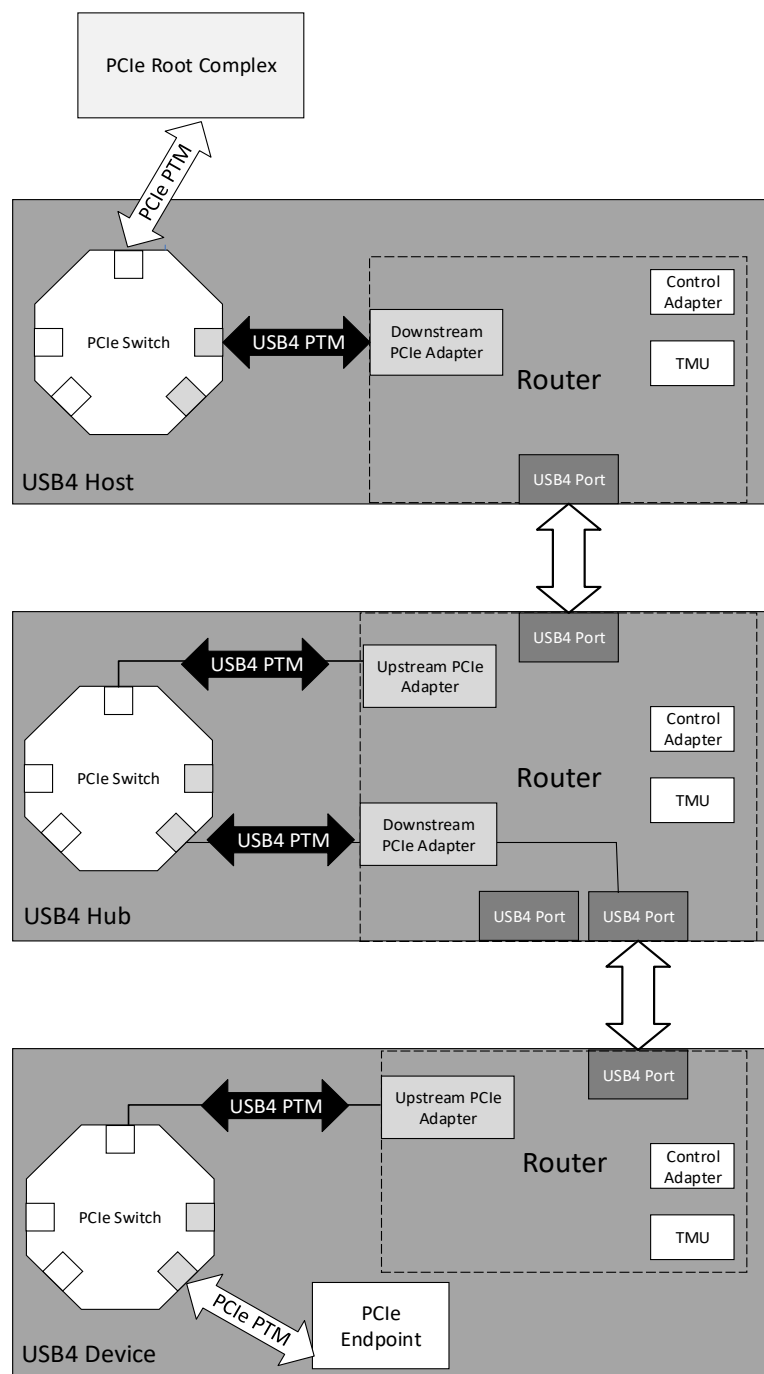 PCIe Root Complex
PCIe PTM
PCIe Switch
USB4 PTM
Downstream
PCIe Adapter
Control
Adapter
Router
TMU
USB4 Port
USB4 Host
USB4 Port
USB4 PTM
Upstream PCIe
Adapter
Control
Adapter
PCIe Switch
Router
TMU
USB4 PTM
Downstream
PCIe Adapter
USB4 Port
USB4 Port
USB4 Hub
USB4 Port
USB4 PTM
Upstream PCIe
Adapter
Router
Control
Adapter
PCIe Switch
TMU
PCIe PTM
PCIe
Endpoint
USB4 Device